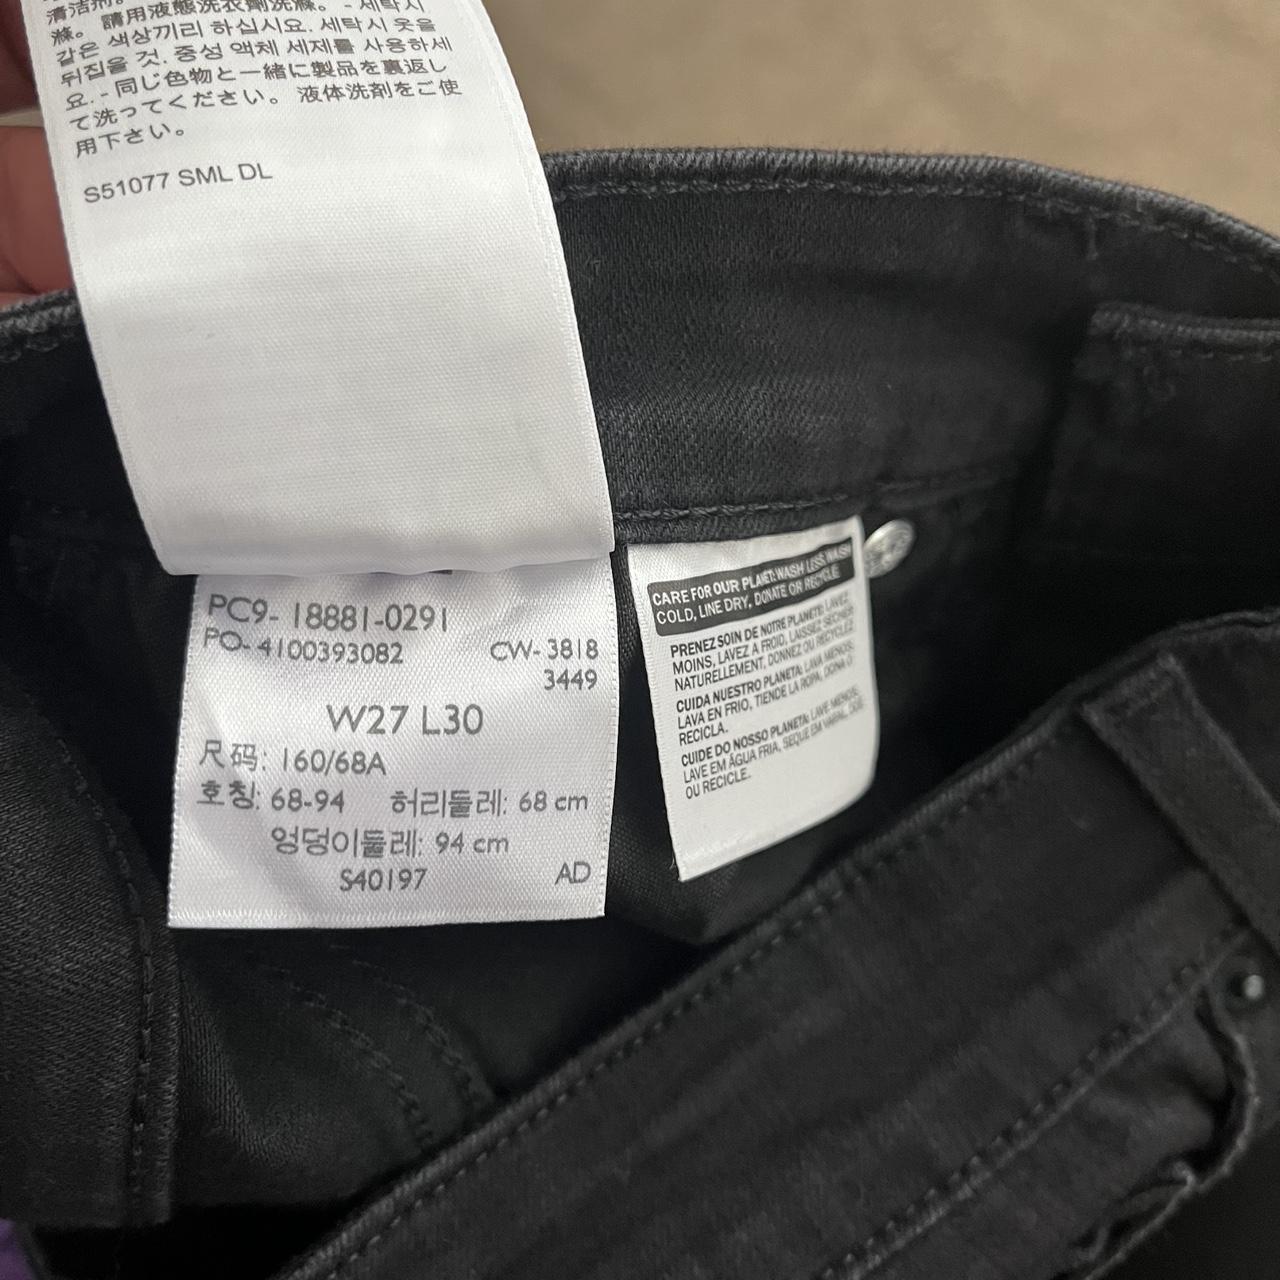 清洁剂。
滌。請用液態洗衣劑洗滌。 - 세탁시
같은 색상끼리 하십시요. 세탁시 옷을
뒤집을 것. 중성 액체 세제를 사용하세
요. - 同じ色物と一緒に製品を裏返し
て洗ってください。 液体洗剤をご使
用下さい。
S51077 SML DL
PC9- 18881-0291
PO- 4100393082 CW- 3818
3449
W27 L30
尺码: 160/68A
호칭: 68-94 허리둘레: 68 cm
엉덩이둘레: 94 cm
S40197 AD
CARE FOR OUR PLANET: WASH LESS, WASH
COLD, LINE DRY, DONATE OR RECYCLE
PRENEZ SOIN DE NOTRE PLANÈTE: LAVEZ
MOINS, LAVEZ A FROID, LAISSEZ SÉCHER
NATURELLEMENT, DONNEZ OU RECYCLEZ
CUIDA NUESTRO PLANETA: LAVA MENOS,
LAVA EN FRIO, TIENDE LA ROPA, DONA O
RECICLA.
CUIDE DO NOSSO PLANETA: LAVE MENOS,
LAVE EM ÁGUA FRIA, SEQUE EM VARAL, DOE
OU RECICLE.